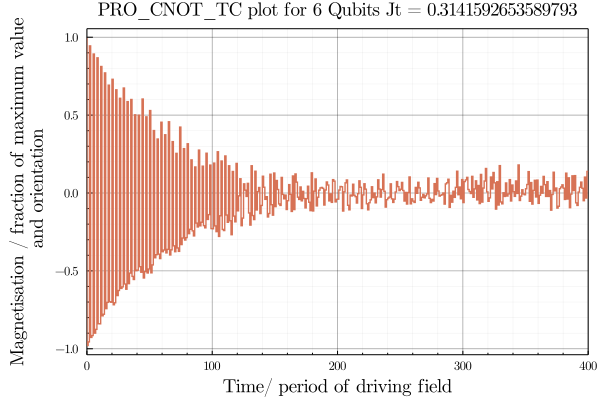 PRO_CNOT_TC plot for 6 Qubits Jt = 0.3141592653589793
Magnetisation / fraction of maximum value
and orientation
1.0
0.5
0.0
−0.5
−1.0
0
100
200
300
400
Time/ period of driving field